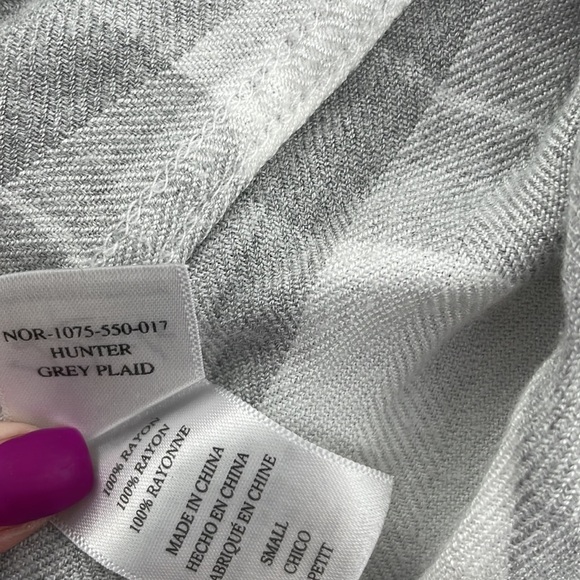 NOR-1075-550-017
HUNTER
GREY PLAID
100% RAYON
100% RAYON
100% RAYONNE
MADE IN CHINA
HECHO EN CHINA
FABRIQUÉ EN CHINE
SMALL
CHICO
PETIT